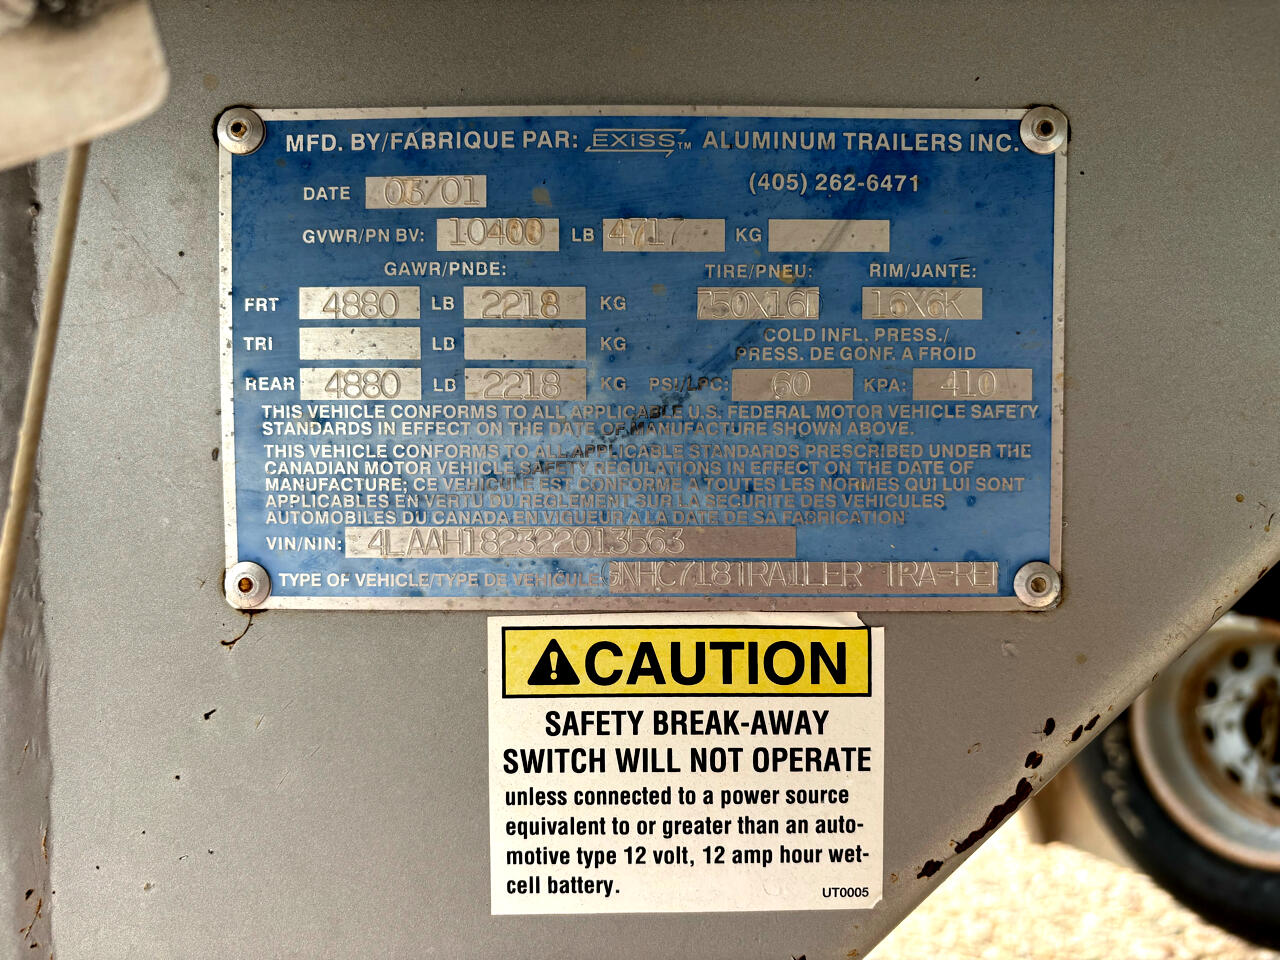 MFD. BY/FABRIQUE PAR: EXISS™ ALUMINUM TRAILERS INC.
DATE 03/01 (405) 262-6471
GVWR/PN BV: 10400 LB 4717 KG
GAWR/PNBE: TIRE/PNEU: RIM/JANTE:
FRT 4880 LB 2218 KG 750X16D 16X6K
TRI LB KG COLD INFL. PRESS./
PRESS. DE GONF. A FROID
REAR 4880 LB 2218 KG PSI/LPC: 60 KPA: 410
THIS VEHICLE CONFORMS TO ALL APPLICABLE U.S. FEDERAL MOTOR VEHICLE SAFETY
STANDARDS IN EFFECT ON THE DATE OF MANUFACTURE SHOWN ABOVE.
THIS VEHICLE CONFORMS TO ALL APPLICABLE STANDARDS PRESCRIBED UNDER THE
CANADIAN MOTOR VEHICLE SAFETY REGULATIONS IN EFFECT ON THE DATE OF
MANUFACTURE; CE VEHICULE EST CONFORME A TOUTES LES NORMES QUI LUI SONT
APPLICABLES EN VERTU DU REGLEMENT SUR LA SECURITE DES VEHICULES
AUTOMOBILES DU CANADA EN VIGUEUR A LA DATE DE SA FABRICATION
VIN/NIN: 4LAAH182322013563
TYPE OF VEHICLE/TYPE DE VEHICULE: GNHC718TRAILER TRA-REM
⚠CAUTION
SAFETY BREAK-AWAY
SWITCH WILL NOT OPERATE
unless connected to a power source
equivalent to or greater than an auto-
motive type 12 volt, 12 amp hour wet-
cell battery.
UT0005